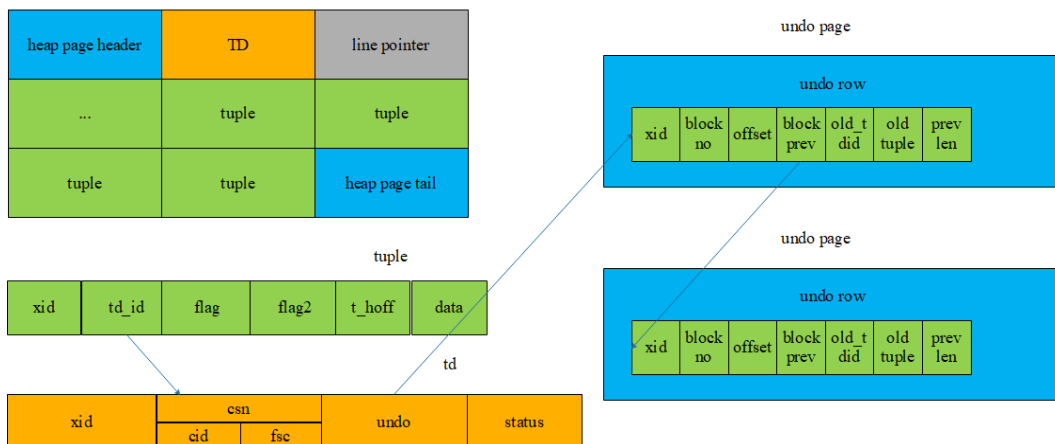 heap page header
TD
line pointer
...
tuple
tuple
tuple
tuple
heap page tail
tuple
xid
td_id
flag
flag2
t_hoff
data
td
xid
csn
cid
fsc
undo
status
undo page
undo row
xid
block
no
offset
block
prev
old_t
did
old
tuple
prev
len
undo page
undo row
xid
block
no
offset
block
prev
old_t
did
old
tuple
prev
len